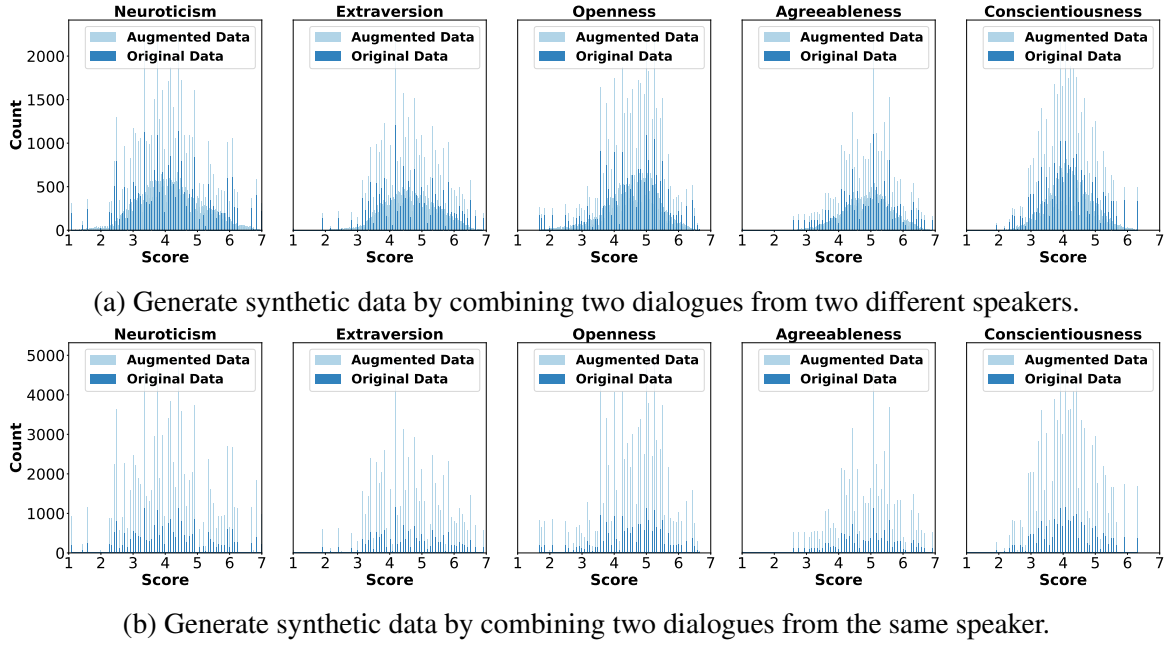 Neuroticism Extraversion Openness Agreeableness Conscientiousness
Augmented Data Augmented Data Augmented Data Augmented Data Augmented Data
Original Data Original Data Original Data Original Data Original Data
2000
1500
1000
500
0
Count
1 2 3 4 5 6 7 1 2 3 4 5 6 7 1 2 3 4 5 6 7 1 2 3 4 5 6 7 1 2 3 4 5 6 7
Score Score Score Score Score
(a) Generate synthetic data by combining two dialogues from two different speakers.
Neuroticism Extraversion Openness Agreeableness Conscientiousness
Augmented Data Augmented Data Augmented Data Augmented Data Augmented Data
Original Data Original Data Original Data Original Data Original Data
5000
4000
3000
2000
1000
0
Count
1 2 3 4 5 6 7 1 2 3 4 5 6 7 1 2 3 4 5 6 7 1 2 3 4 5 6 7 1 2 3 4 5 6 7
Score Score Score Score Score
(b) Generate synthetic data by combining two dialogues from the same speaker.